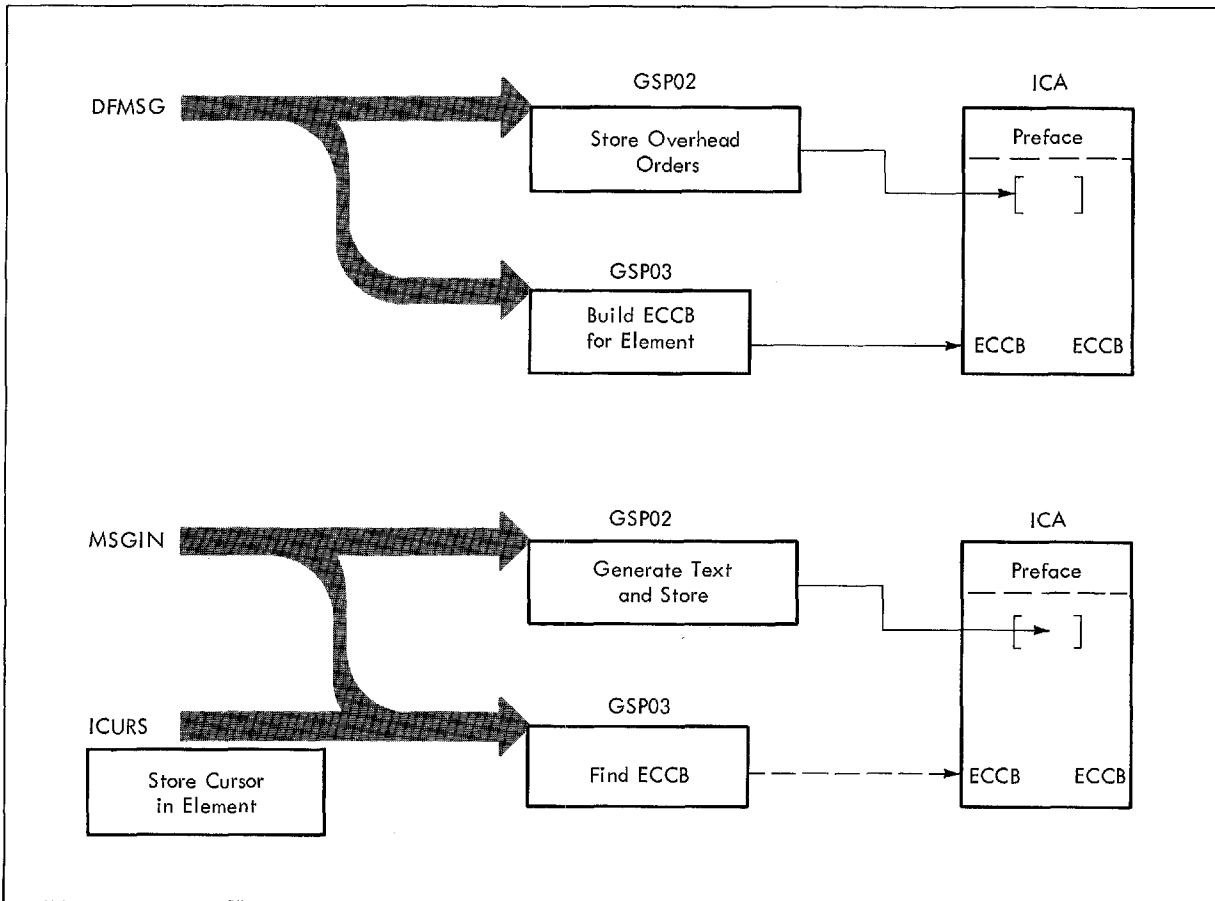 GSP02
ICA
DFMSG
Store Overhead
Orders
Preface
[ ]
GSP03
Build ECCB
for Element
ECCB ECCB
GSP02
ICA
MSGIN
Generate Text
and Store
Preface
[ ]
GSP03
ICURS
Store Cursor
in Element
Find ECCB
ECCB ECCB